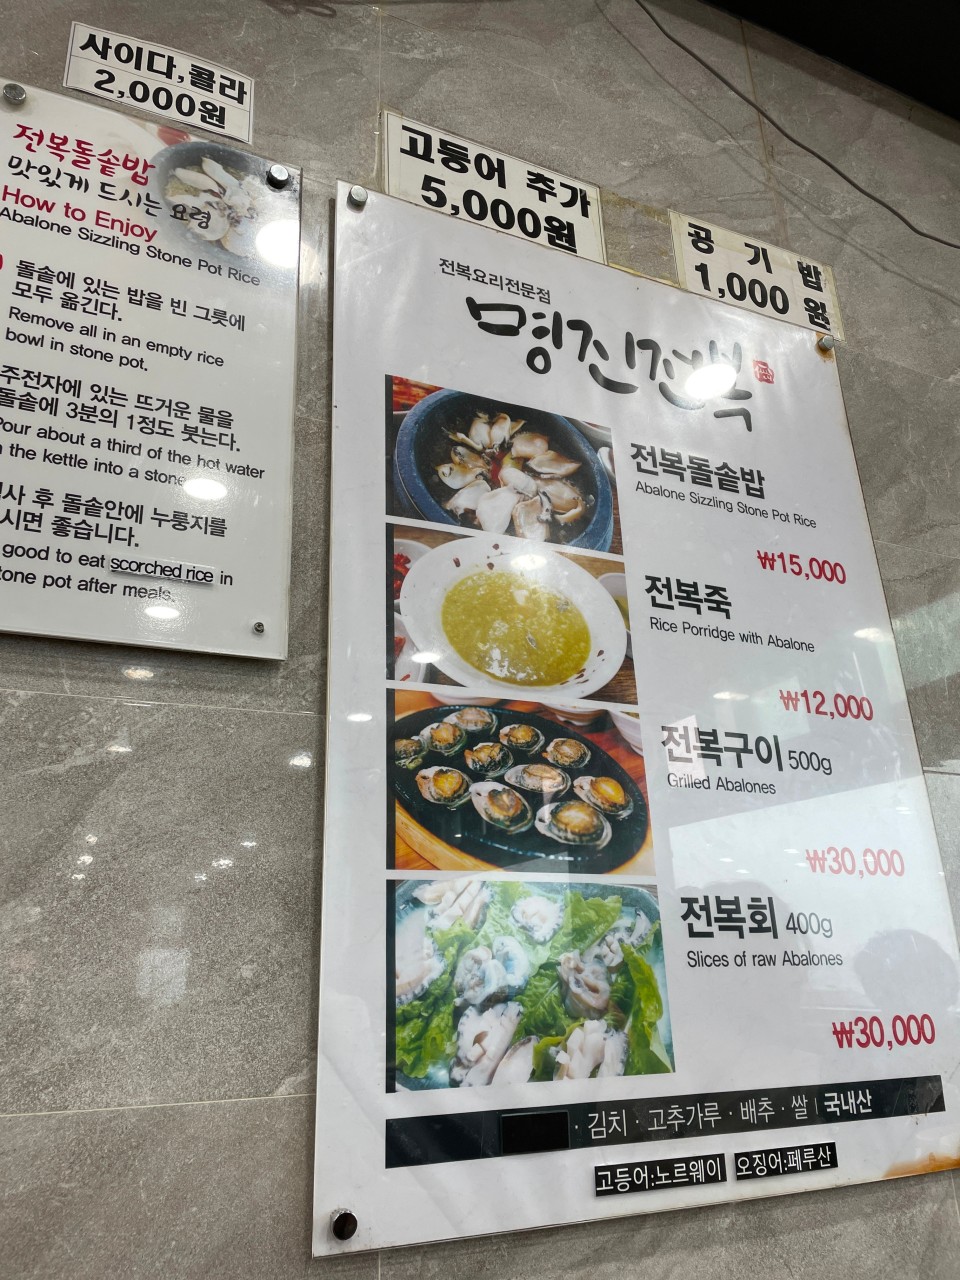 사이다,콜라
2,000원
전복돌솥밥
맛있게 드시는 요령
How to Enjoy
Abalone Sizzling Stone Pot Rice
돌솥에 있는 밥을 빈 그릇에
모두 옮긴다.
Remove all in an empty rice
bowl in stone pot.
주전자에 있는 뜨거운 물을
돌솥에 3분의 1정도 붓는다.
Pour about a third of the hot water
the kettle into a stone
후 돌솥안에 누룽지를
좋습니다.
good to eat scorched rice in
pot after meals.
고등어 추가
5,000원
공기밥
1,000원
전복요리전문점
명진전복
전복돌솥밥
Abalone Sizzling Stone Pot Rice
₩15,000
전복죽
Rice Porridge with Abalone
₩12,000
전복구이 500g
Grilled Abalones
₩30,000
전복회 400g
Slices of raw Abalones
₩30,000
· 김치 · 고추가루 · 배추 · 쌀 | 국내산
고등어:노르웨이 오징어:페루산